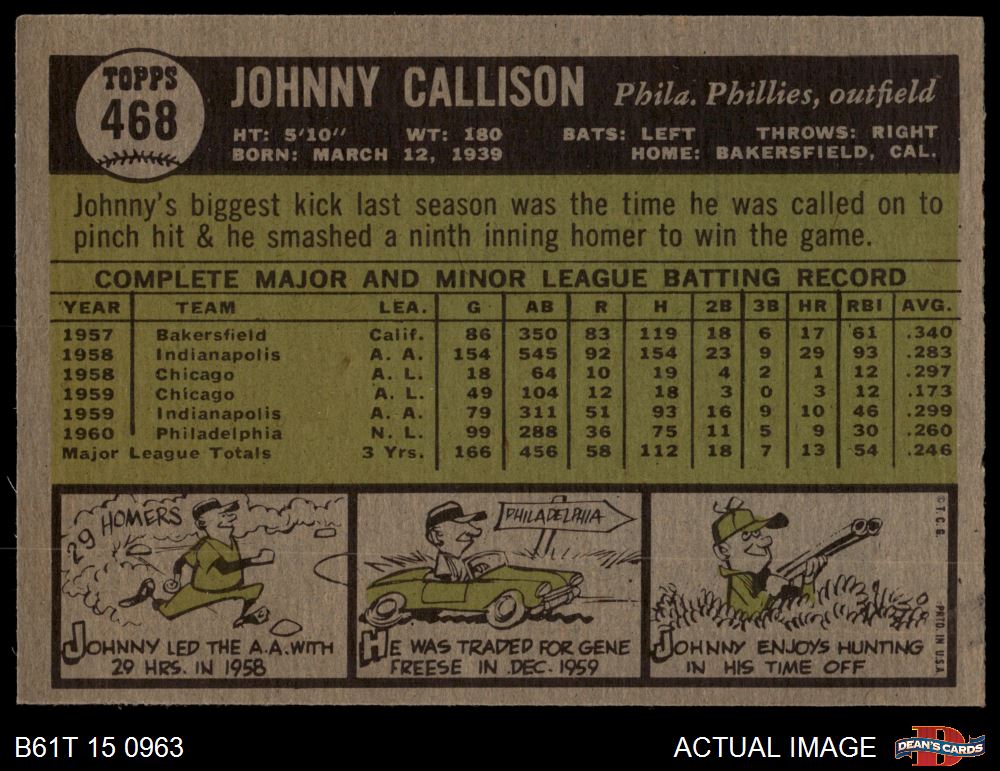 TOPPS
468
JOHNNY CALLISON Phila. Phillies, outfield
HT: 5'10" WT: 180 BATS: LEFT THROWS: RIGHT
BORN: MARCH 12, 1939 HOME: BAKERSFIELD, CAL.
Johnny's biggest kick last season was the time he was called on to
pinch hit & he smashed a ninth inning homer to win the game.
COMPLETE MAJOR AND MINOR LEAGUE BATTING RECORD
YEAR TEAM LEA. G AB R H 2B 3B HR RBI AVG.
1957 Bakersfield Calif. 86 350 83 119 18 6 17 61 .340
1958 Indianapolis A. A. 154 545 92 154 23 9 29 93 .283
1958 Chicago A. L. 18 64 10 19 4 2 1 12 .297
1959 Chicago A. L. 49 104 12 18 3 0 3 12 .173
1959 Indianapolis A. A. 79 311 51 93 16 9 10 46 .299
1960 Philadelphia N. L. 99 288 36 75 11 5 9 30 .260
Major League Totals 3 Yrs. 166 456 58 112 18 7 13 54 .246
29 HOMERS
JOHNNY LED THE A.A. WITH
29 HRS. IN 1958
PHILADELPHIA
HE WAS TRADED FOR GENE
FREESE IN DEC. 1959
JOHNNY ENJOYS HUNTING
IN HIS TIME OFF
© T.C.G. PRTD. IN U.S.A.
B61T 15 0963
ACTUAL IMAGE
D
DEAN'S CARDS